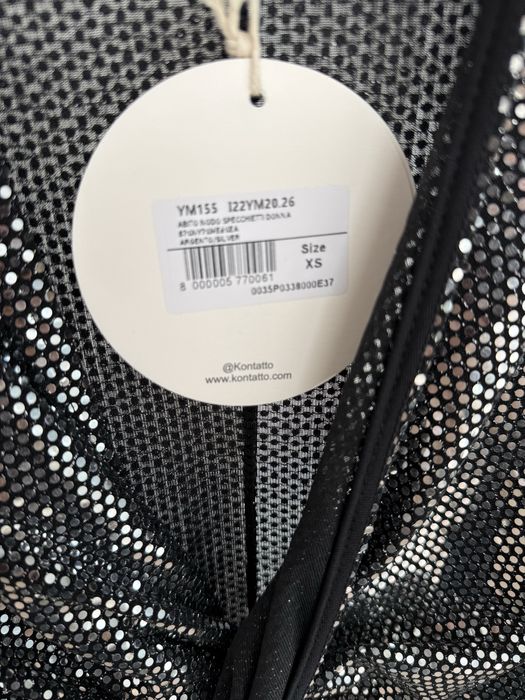 YM155 I22YM20.26
ABITO NODO SPECCHIETTI DONNA
ARGENTO/SILVER
Size
XS
8 000005 770061
0035P0338000E37
@Kontatto
www.kontatto.com